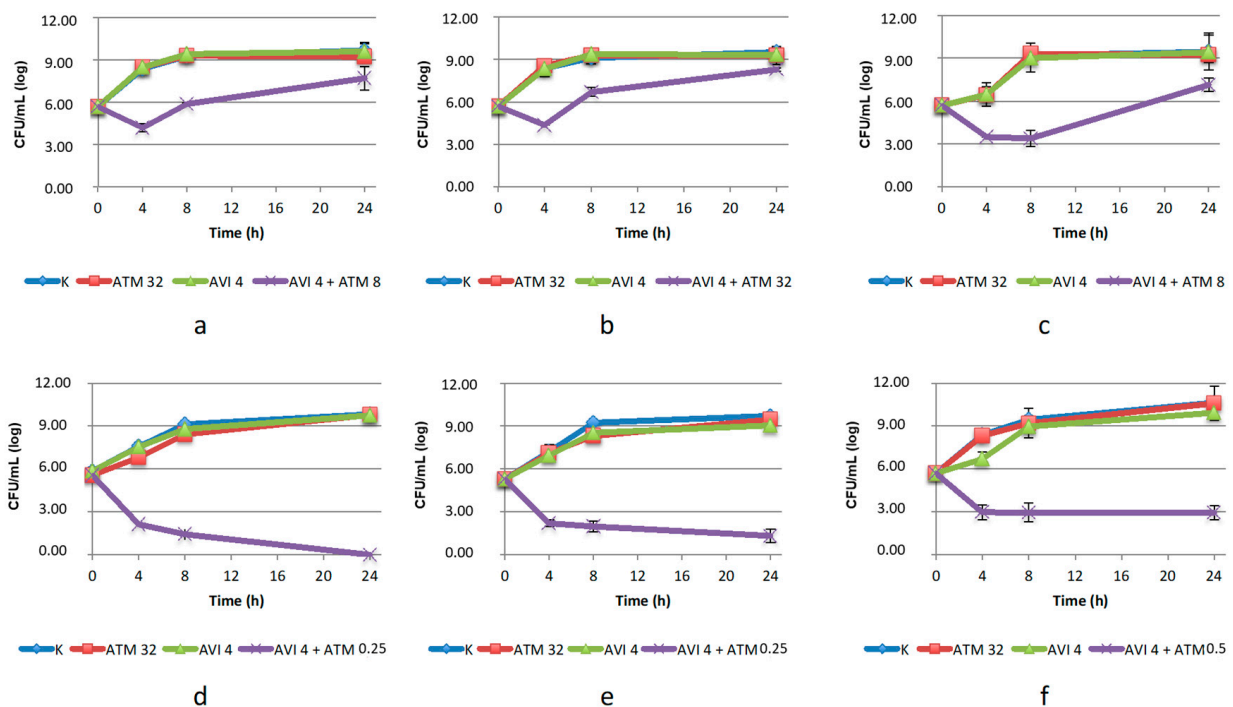 12.00
9.00
6.00
3.00
0.00
CFU/mL (log)
0 4 8 12 16 20 24
Time (h)
K ATM 32 AVI 4 AVI 4 + ATM 8
a
12.00
9.00
6.00
3.00
0.00
CFU/mL (log)
0 4 8 12 16 20 24
Time (h)
K ATM 32 AVI 4 AVI 4 + ATM 32
b
12.00
9.00
6.00
3.00
0.00
CFU/mL (log)
0 4 8 12 16 20 24
Time (h)
K ATM 32 AVI 4 AVI 4 + ATM 8
c
12.00
9.00
6.00
3.00
0.00
CFU/mL (log)
0 4 8 12 16 20 24
Time (h)
K ATM 32 AVI 4 AVI 4 + ATM 0.25
d
12.00
9.00
6.00
3.00
0.00
CFU/mL (log)
0 4 8 12 16 20 24
Time (h)
K ATM 32 AVI 4 AVI 4 + ATM 0.25
e
12.00
9.00
6.00
3.00
0.00
CFU/mL (log)
0 4 8 12 16 20 24
Time (h)
K ATM 32 AVI 4 AVI 4 + ATM 0.5
f